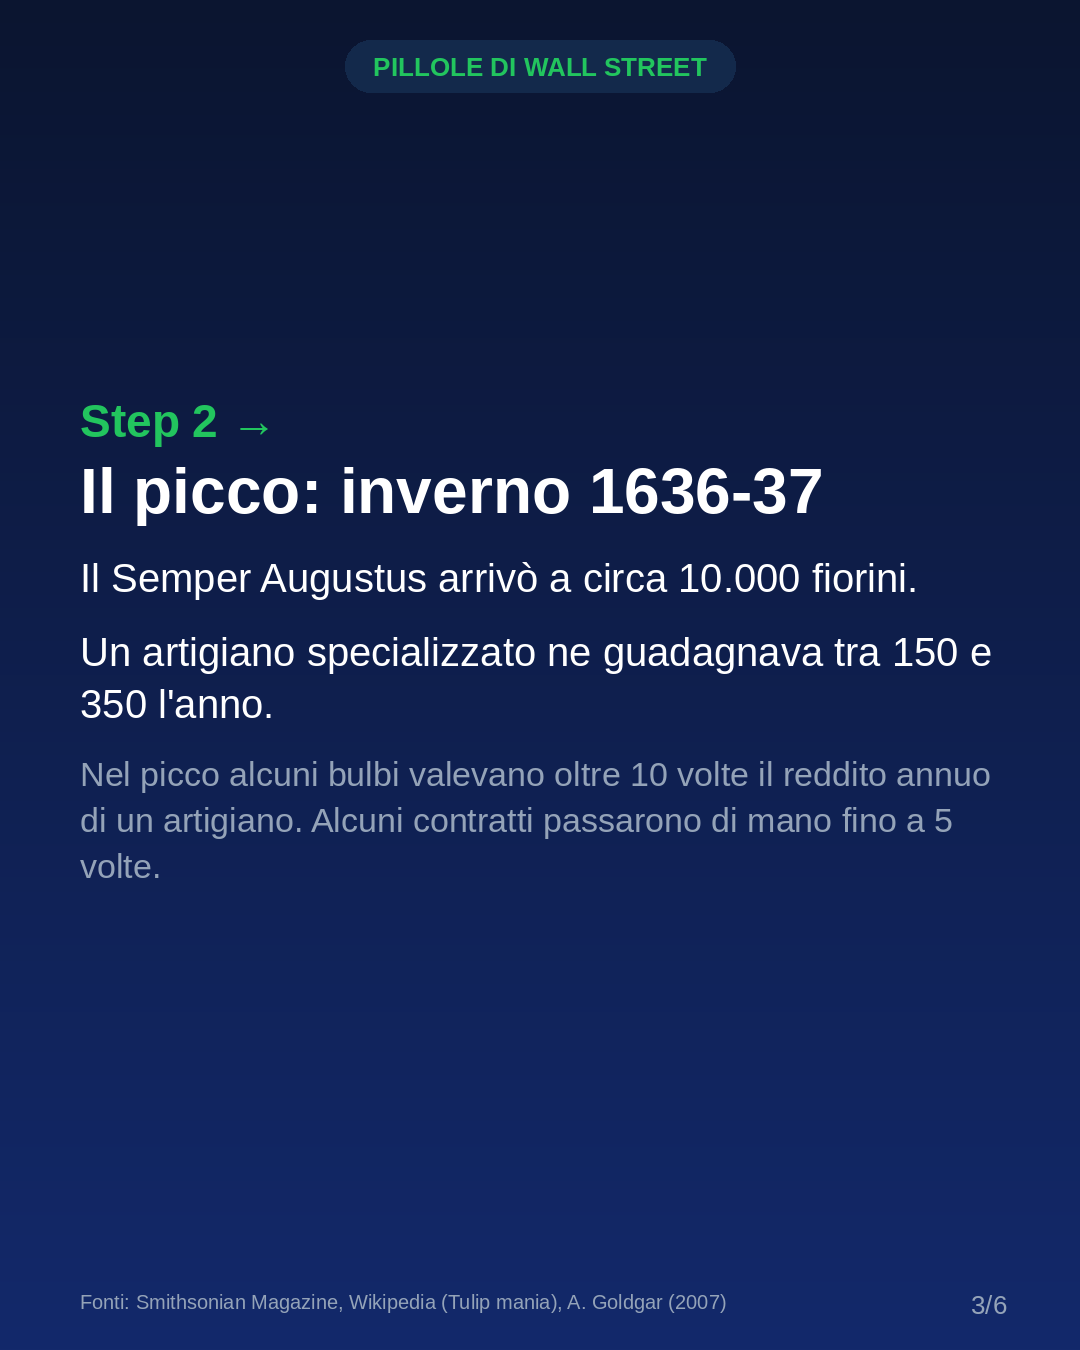 PILLOLE DI WALL STREET
Step 2 →
Il picco: inverno 1636-37
Il Semper Augustus arrivò a circa 10.000 fiorini.
Un artigiano specializzato ne guadagnava tra 150 e
350 l'anno.
Nel picco alcuni bulbi valevano oltre 10 volte il reddito annuo
di un artigiano. Alcuni contratti passarono di mano fino a 5
volte.
Fonti: Smithsonian Magazine, Wikipedia (Tulip mania), A. Goldgar (2007)
3/6